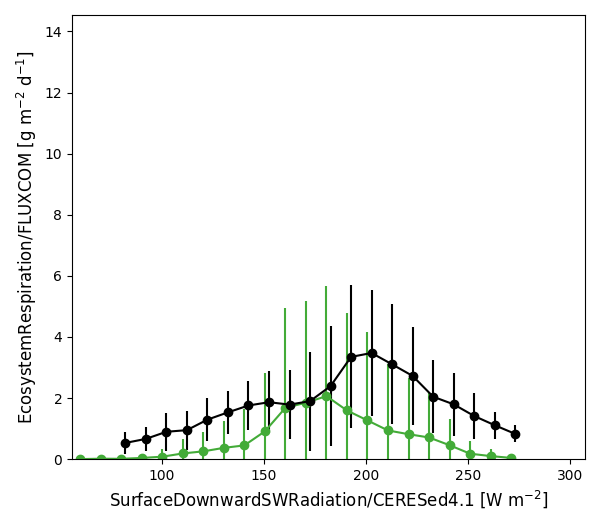 14
12
10
8
6
4
2
0
EcosystemRespiration/FLUXCOM [g m⁻² d⁻¹]
100 150 200 250 300
SurfaceDownwardSWRadiation/CERESed4.1 [W m⁻²]